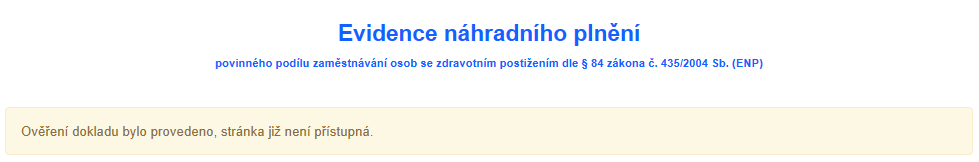 Evidence náhradního plnění
povinného podílu zaměstnávání osob se zdravotním postižením dle § 84 zákona č. 435/2004 Sb. (ENP)
Ověření dokladu bylo provedeno, stránka již není přístupná.